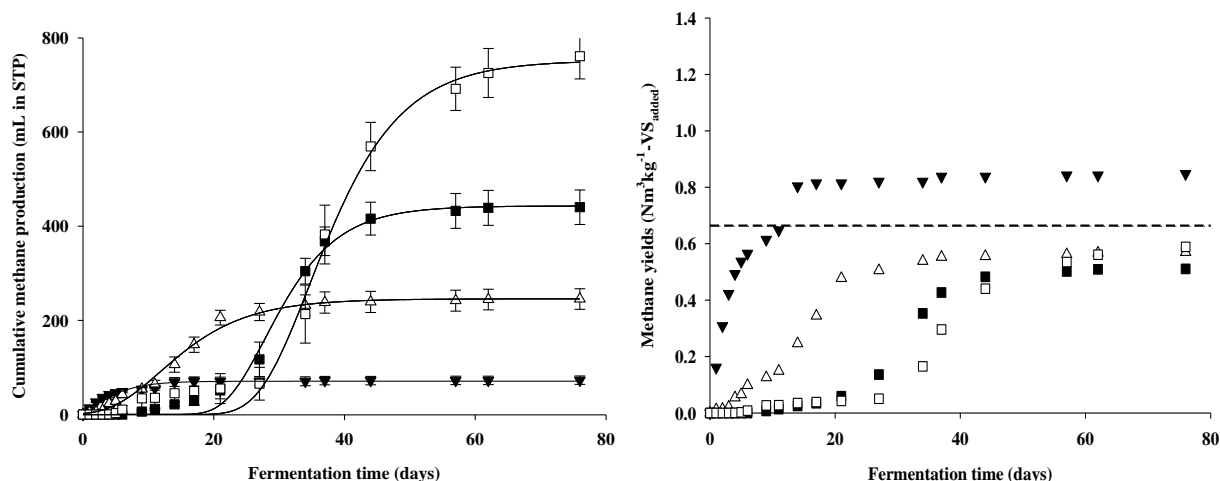 Cumulative methane production (mL in STP)
800
600
400
200
0
0 20 40 60 80
Fermentation time (days)
Methane yields (Nm³kg⁻¹-VSadded)
1.4
1.2
1.0
0.8
0.6
0.4
0.2
0.0
0 20 40 60 80
Fermentation time (days)